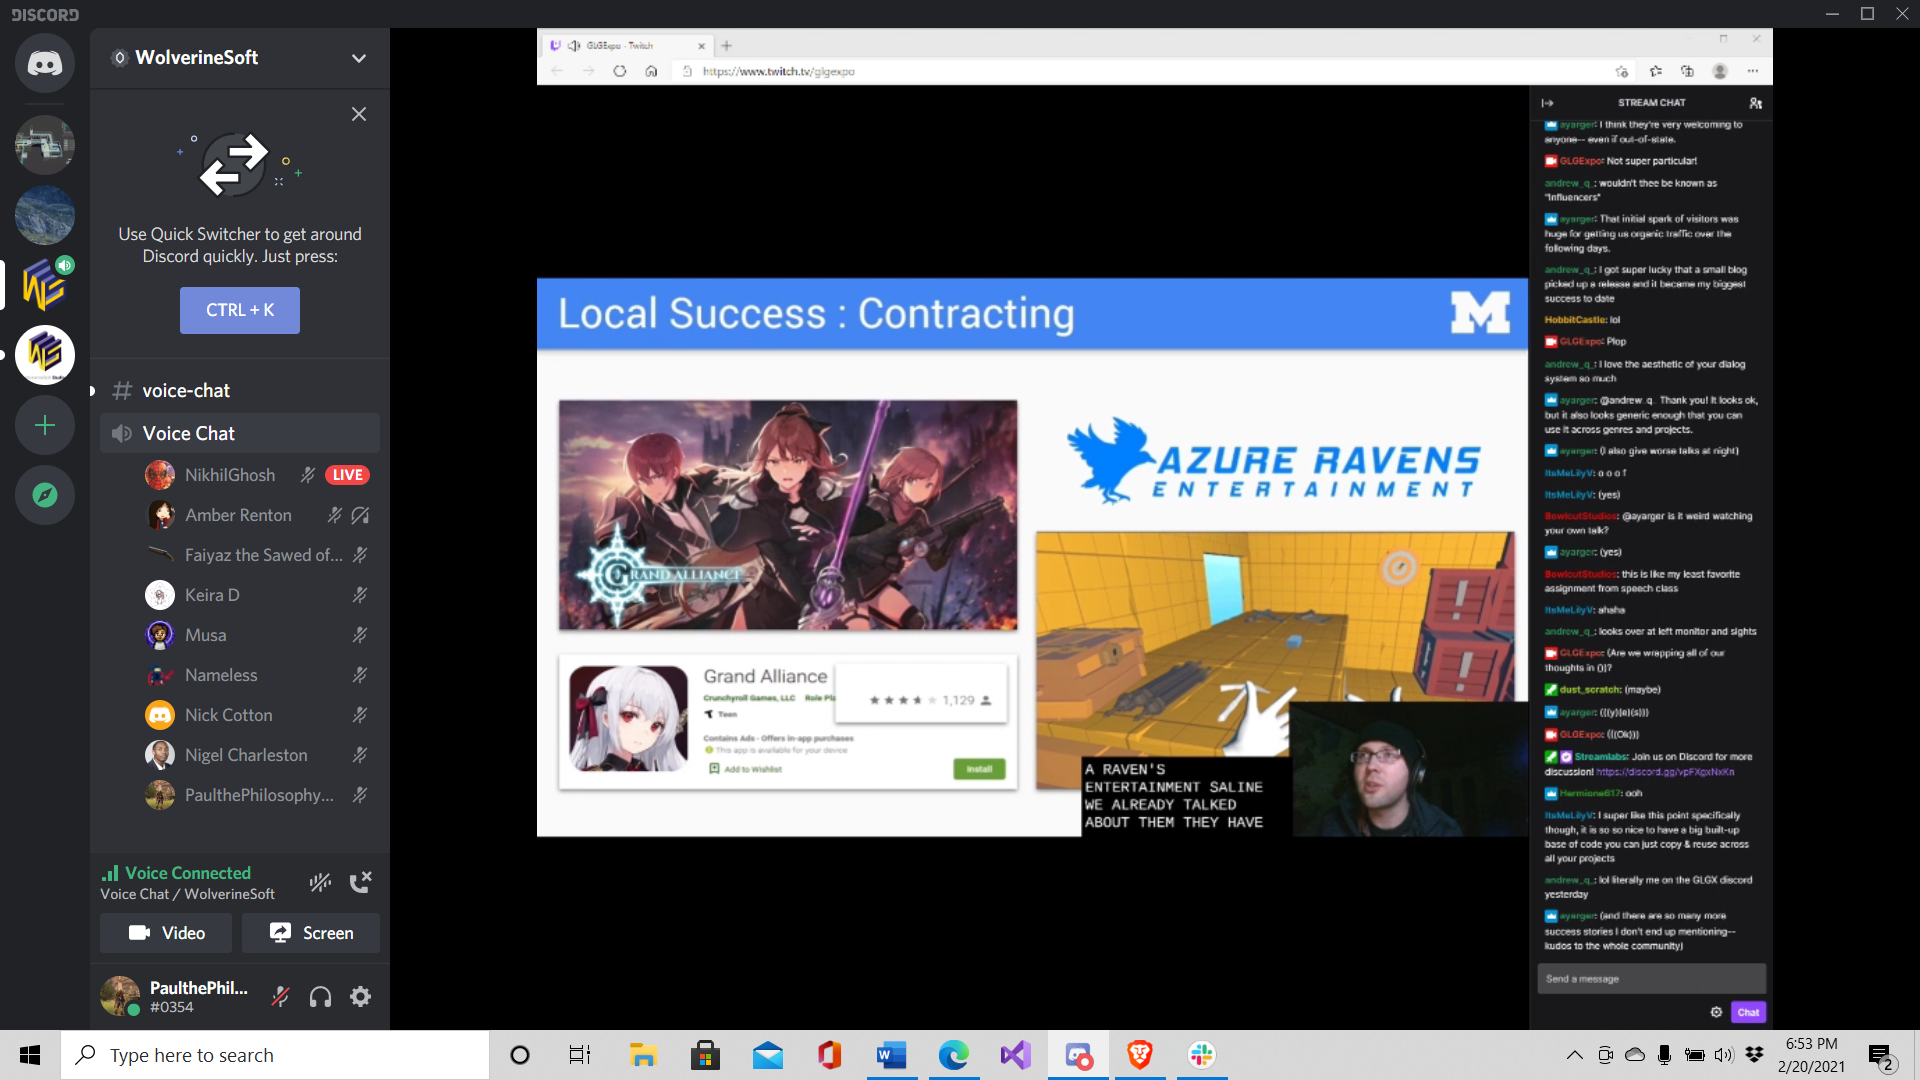 DISCORD
WolverineSoft
Use Quick Switcher to get around
Discord quickly. Just press:
CTRL + K
voice-chat
Voice Chat
NikhilGhosh
LIVE
Amber Renton
Faiyaz the Sawed of...
Keira D
Musa
Nameless
Nick Cotton
Nigel Charleston
PaulthePhilosophy...
Voice Connected
Voice Chat / WolverineSoft
Video
Screen
PaulthePhil...
#0354
GLGExpo - Twitch
https://www.twitch.tv/glgexpo
Local Success : Contracting
M
GRAND ALLIANCE
AZURE RAVENS
ENTERTAINMENT
Grand Alliance
Crunchyroll Games, LLC Role Pla
Teen
1,129
Contains Ads · Offers in-app purchases
This app is available for your device
Add to Wishlist
Install
A RAVEN'S
ENTERTAINMENT SALINE
WE ALREADY TALKED
ABOUT THEM THEY HAVE
STREAM CHAT
ayarger: I think they're very welcoming to
anyone-- even if out-of-state.
GLGExpo: Not super particular!
andrew_q_: wouldn't thee be known as
"Influencers"
ayarger: That initial spark of visitors was
huge for getting us organic traffic over the
following days.
andrew_q_: I got super lucky that a small blog
picked up a release and it became my biggest
success to date
HobbitCastle: lol
GLGExpo: Plop
andrew_q_: I love the aesthetic of your dialog
system so much
ayarger: @andrew_q_ Thank you! It looks ok,
but it also looks generic enough that you can
use it across genres and projects.
ayarger: (I also give worse talks at night)
ItsMeLilyV: o o o f
ItsMeLilyV: (yes)
BowlcutStudios: @ayarger is it weird watching
your own talk?
ayarger: (yes)
BowlcutStudios: this is like my least favorite
assignment from speech class
ItsMeLilyV: ahaha
andrew_q_: looks over at left monitor and sights
GLGExpo: (Are we wrapping all of our
thoughts in ())?
dust_scratch: (maybe)
ayarger: (((y)(e)(s)))
GLGExpo: (((Ok)))
Streamlabs: Join us on Discord for more
discussion! https://discord.gg/vpFXgxNxKn
Hermione617: ooh
ItsMeLilyV: I super like this point specifically
though, it is so so nice to have a big built-up
base of code you can just copy & reuse across
all your projects
andrew_q_: lol literally me on the GLGX discord
yesterday
ayarger: (and there are so many more
success stories I don't end up mentioning--
kudos to the whole community)
Send a message
Chat
Type here to search
6:53 PM
2/20/2021
2